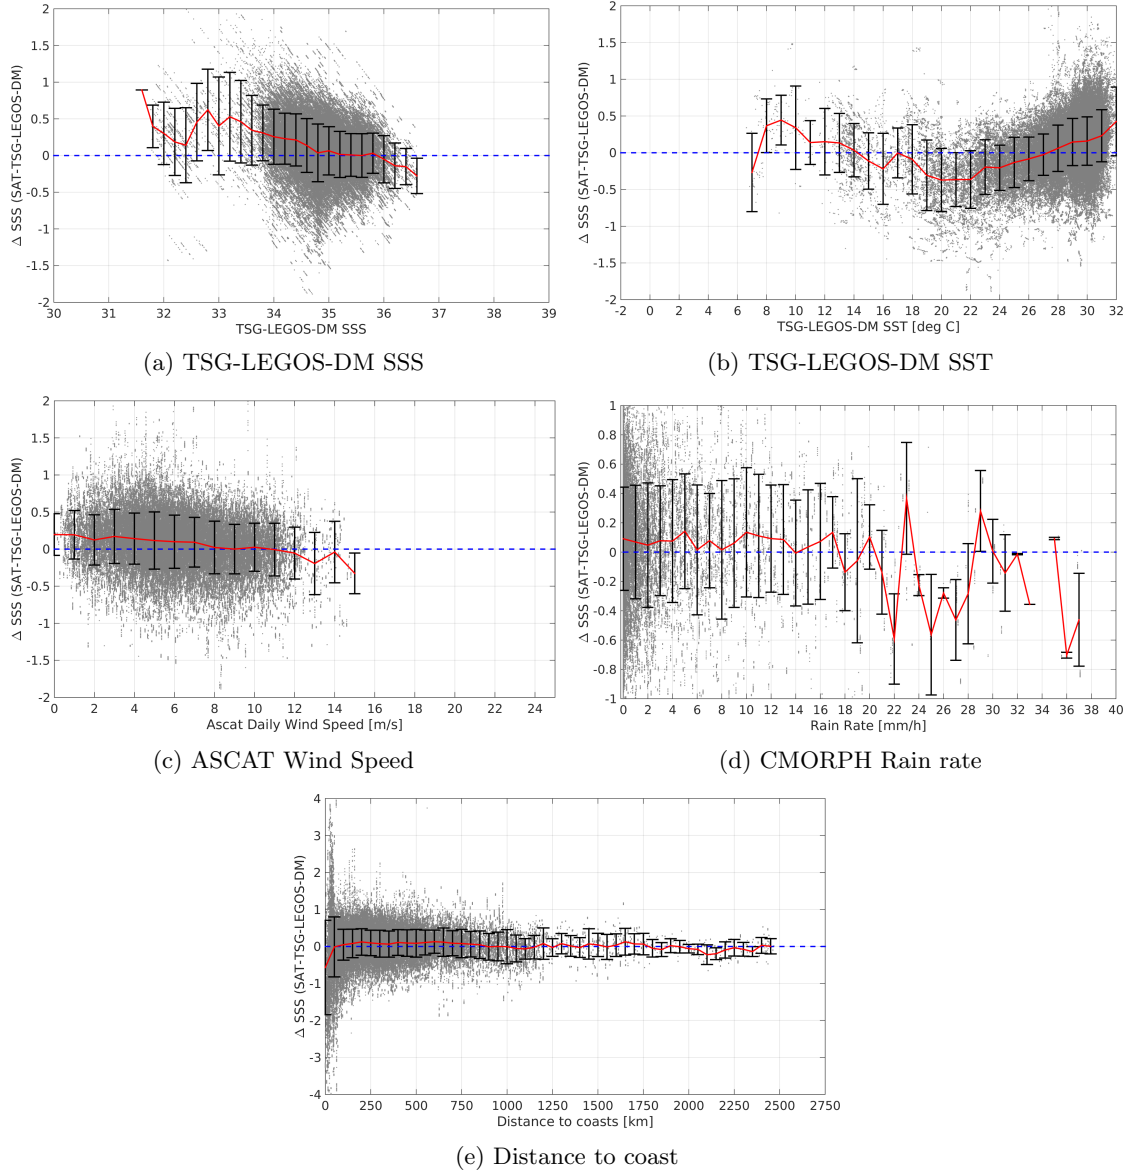 2
1.5
1
0.5
0
-0.5
-1
-1.5
-2
Δ SSS (SAT-TSG-LEGOS-DM)
30 31 32 33 34 35 36 37 38 39
TSG-LEGOS-DM SSS
(a) TSG-LEGOS-DM SSS
2
1.5
1
0.5
0
-0.5
-1
-1.5
-2
Δ SSS (SAT-TSG-LEGOS-DM)
-2 0 2 4 6 8 10 12 14 16 18 20 22 24 26 28 30 32
TSG-LEGOS-DM SST [deg C]
(b) TSG-LEGOS-DM SST
2
1.5
1
0.5
0
-0.5
-1
-1.5
-2
Δ SSS (SAT-TSG-LEGOS-DM)
0 2 4 6 8 10 12 14 16 18 20 22 24
Ascat Daily Wind Speed [m/s]
(c) ASCAT Wind Speed
1
0.8
0.6
0.4
0.2
0
-0.2
-0.4
-0.6
-0.8
-1
Δ SSS (SAT-TSG-LEGOS-DM)
0 2 4 6 8 10 12 14 16 18 20 22 24 26 28 30 32 34 36 38 40
Rain Rate [mm/h]
(d) CMORPH Rain rate
4
3
2
1
0
-1
-2
-3
-4
Δ SSS (SAT-TSG-LEGOS-DM)
0 250 500 750 1000 1250 1500 1750 2000 2250 2500 2750
Distance to coasts [km]
(e) Distance to coast